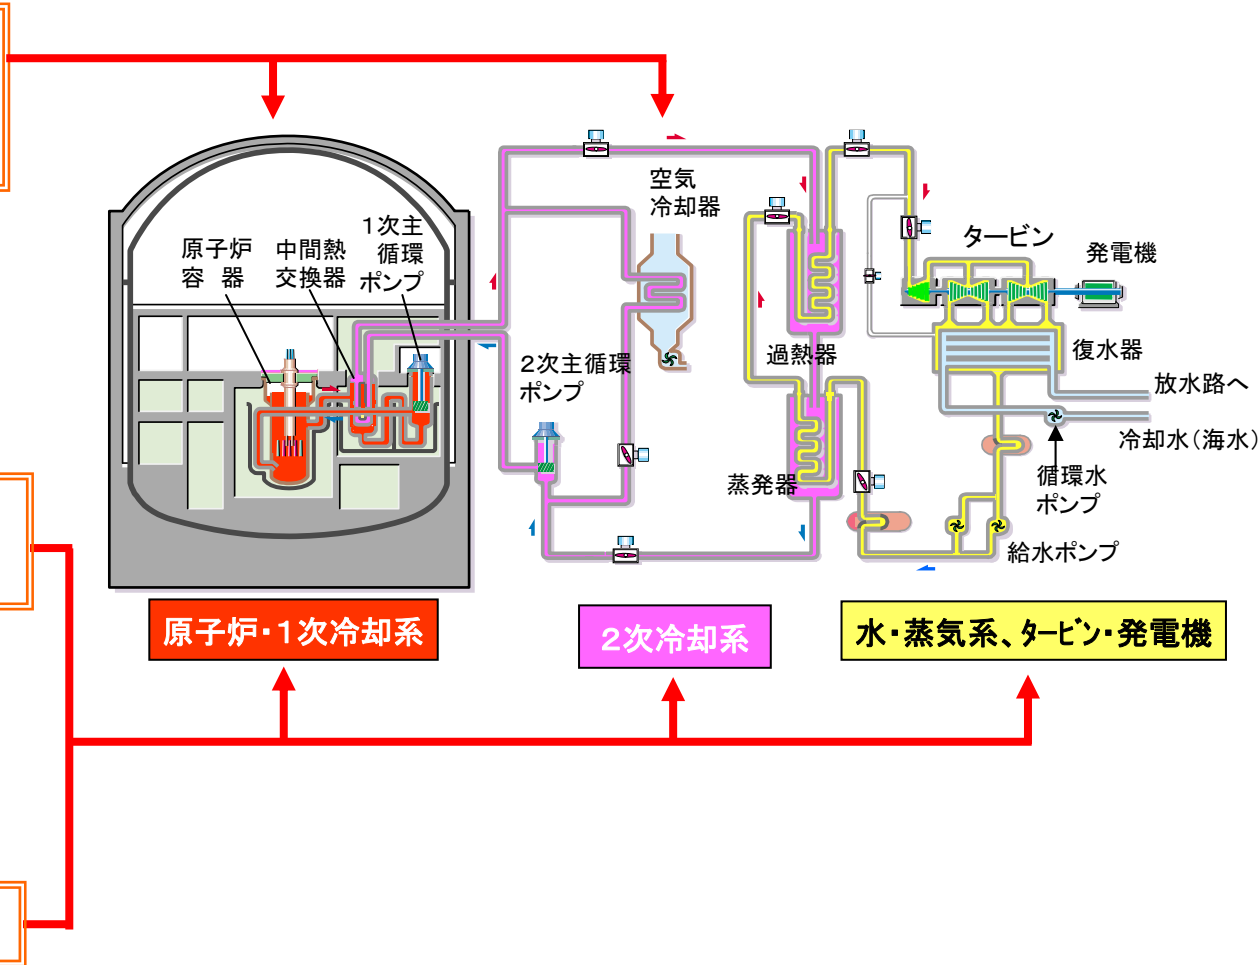 空気
冷却器
１次主
循環
ポンプ
原子炉
容 器
中間熱
交換器
タービン
発電機
過熱器
復水器
２次主循環
ポンプ
放水路へ
冷却水（海水）
蒸発器
循環水
ポンプ
給水ポンプ
原子炉・１次冷却系
２次冷却系
水・蒸気系、ﾀｰﾋﾞﾝ・発電機